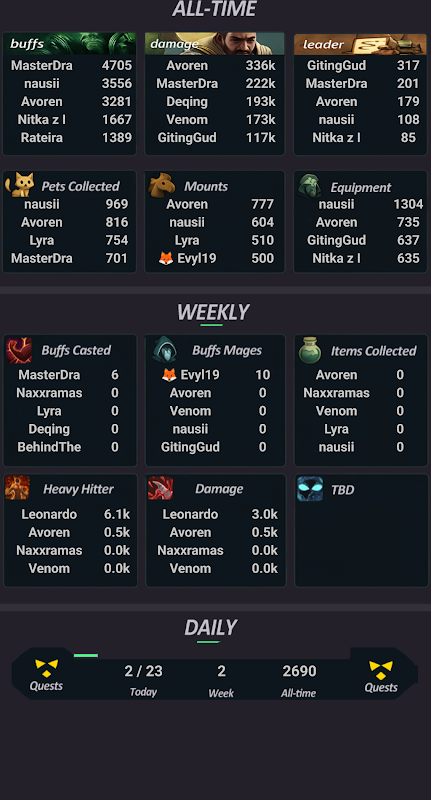 ALL-TIME
buffs
MasterDra 4705
nausii 3556
Avoren 3281
Nitka z l 1667
Rateira 1389
damage
Avoren 336k
MasterDra 222k
Deqing 193k
Venom 173k
GitingGud 117k
leader
GitingGud 317
MasterDra 201
Avoren 179
nausii 108
Nitka z l 85
Pets Collected
nausii 969
Avoren 816
Lyra 754
MasterDra 701
Mounts
Avoren 777
nausii 604
Lyra 510
🦊 Evyl19 500
Equipment
nausii 1304
Avoren 735
GitingGud 637
Nitka z l 635
WEEKLY
Buffs Casted
MasterDra 6
Naxxramas 0
Lyra 0
Deqing 0
BehindThe 0
Buffs Mages
🦊 Evyl19 10
Avoren 0
Venom 0
nausii 0
GitingGud 0
Items Collected
Avoren 0
Naxxramas 0
Venom 0
Lyra 0
nausii 0
Heavy Hitter
Leonardo 6.1k
Avoren 0.5k
Naxxramas 0.0k
Venom 0.0k
Damage
Leonardo 3.0k
Avoren 0.5k
Naxxramas 0.0k
Venom 0.0k
TBD
DAILY
Quests
2 / 23
Today
2
Week
2690
All-time
Quests